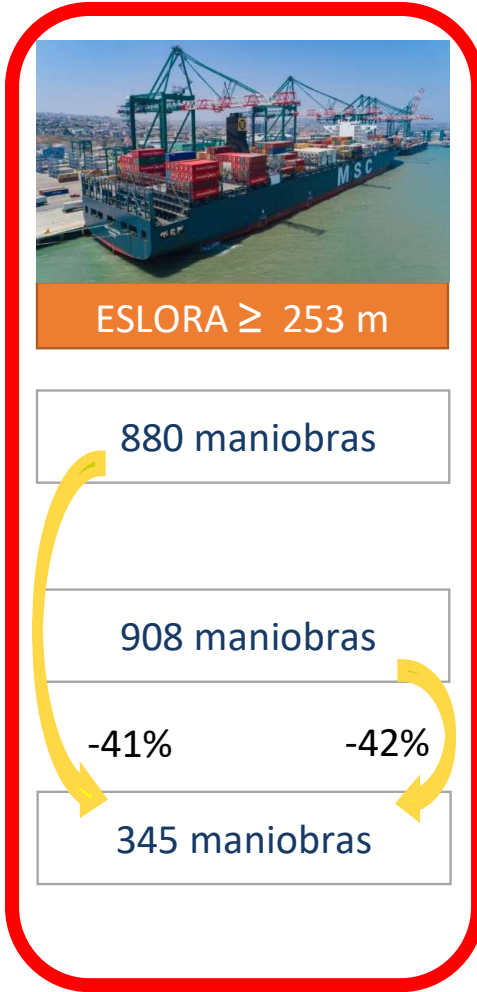 MSC
ESLORA ≥ 253 m
880 maniobras
908 maniobras
-41% -42%
345 maniobras